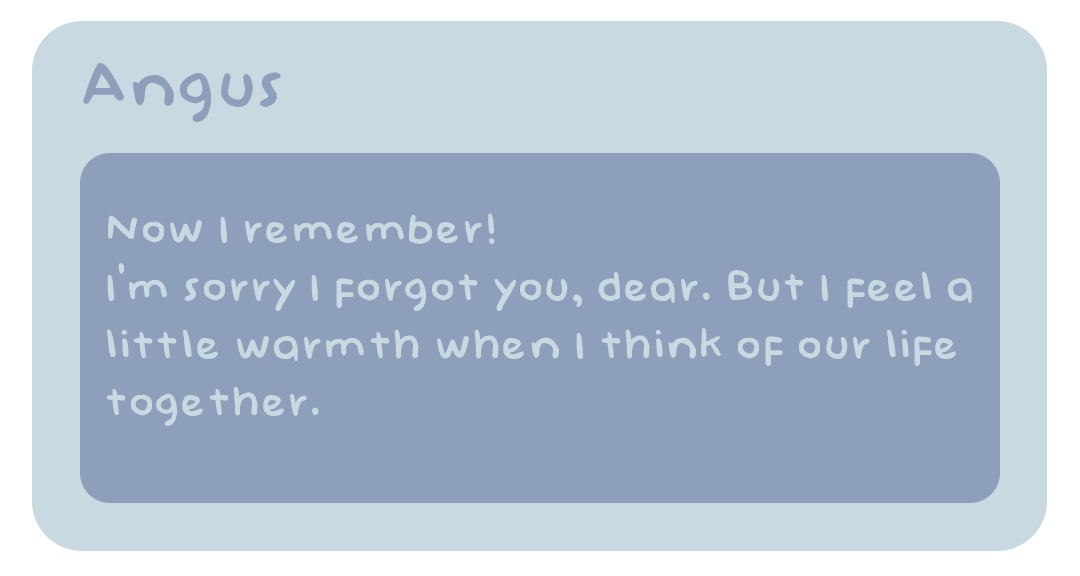 Angus
Now I remember!
I'm sorry I forgot you, dear. But I feel a
little warmth when I think of our life
together.